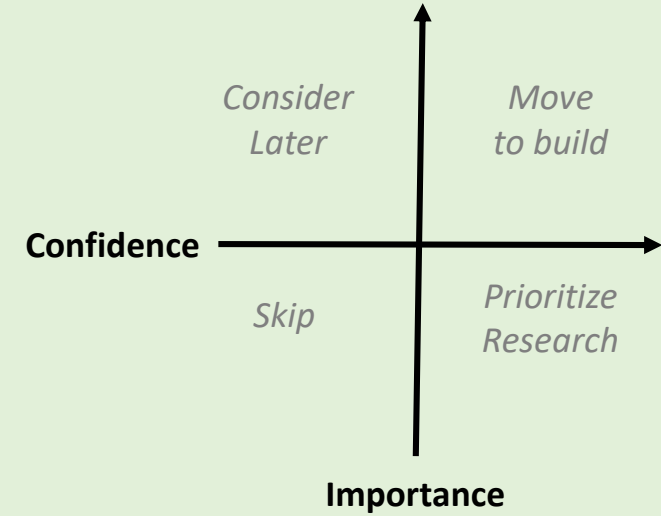 Consider
Later
Move
to build
Confidence
Skip
Prioritize
Research
Importance